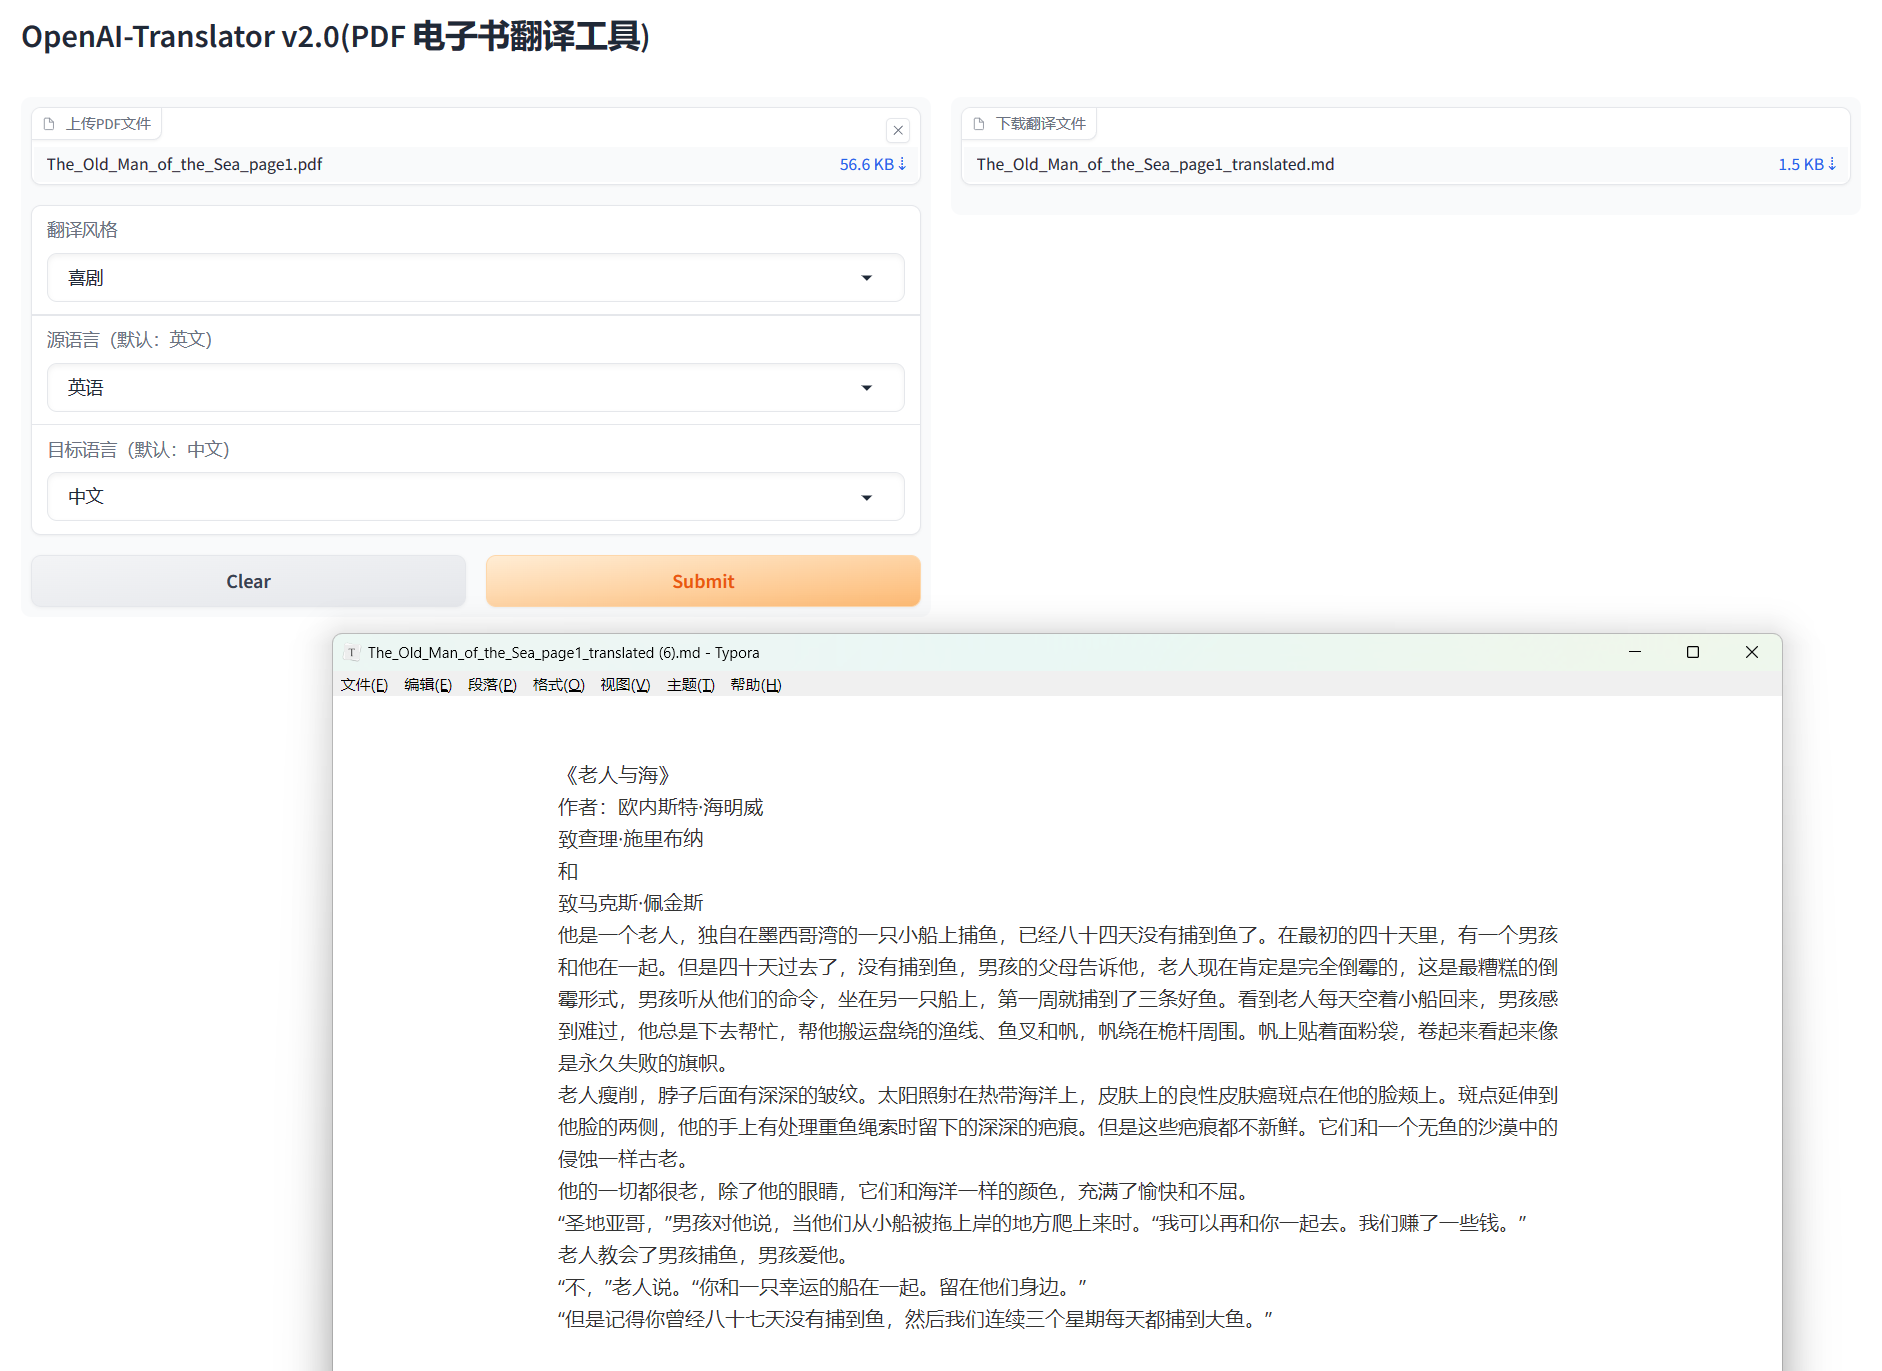 OpenAI-Translator v2.0(PDF 电子书翻译工具)
上传PDF文件
The_Old_Man_of_the_Sea_page1.pdf
56.6 KB⇣
翻译风格
喜剧
源语言（默认：英文）
英语
目标语言（默认：中文）
中文
Clear
Submit
下载翻译文件
The_Old_Man_of_the_Sea_page1_translated.md
1.5 KB⇣
The_Old_Man_of_the_Sea_page1_translated (6).md - Typora
文件(F) 编辑(E) 段落(P) 格式(O) 视图(V) 主题(T) 帮助(H)
《老人与海》
作者：欧内斯特·海明威
致查理·施里布纳
和
致马克斯·佩金斯
他是一个老人，独自在墨西哥湾的一只小船上捕鱼，已经八十四天没有捕到鱼了。在最初的四十天里，有一个男孩
和他在一起。但是四十天过去了，没有捕到鱼，男孩的父母告诉他，老人现在肯定是完全倒霉的，这是最糟糕的倒
霉形式，男孩听从他们的命令，坐在另一只船上，第一周就捕到了三条好鱼。看到老人每天空着小船回来，男孩感
到难过，他总是下去帮忙，帮他搬运盘绕的渔线、鱼叉和帆，帆绕在桅杆周围。帆上贴着面粉袋，卷起来看起来像
是永久失败的旗帜。
老人瘦削，脖子后面有深深的皱纹。太阳照射在热带海洋上，皮肤上的良性皮肤癌斑点在他的脸颊上。斑点延伸到
他脸的两侧，他的手上有处理重鱼绳索时留下的深深的疤痕。但是这些疤痕都不新鲜。它们和一个无鱼的沙漠中的
侵蚀一样古老。
他的一切都很老，除了他的眼睛，它们和海洋一样的颜色，充满了愉快和不屈。
“圣地亚哥，”男孩对他说，当他们从小船被拖上岸的地方爬上来时。“我可以再和你一起去。我们赚了一些钱。”
老人教会了男孩捕鱼，男孩爱他。
“不，”老人说。“你和一只幸运的船在一起。留在他们身边。”
“但是记得你曾经八十七天没有捕到鱼，然后我们连续三个星期每天都捕到大鱼。”